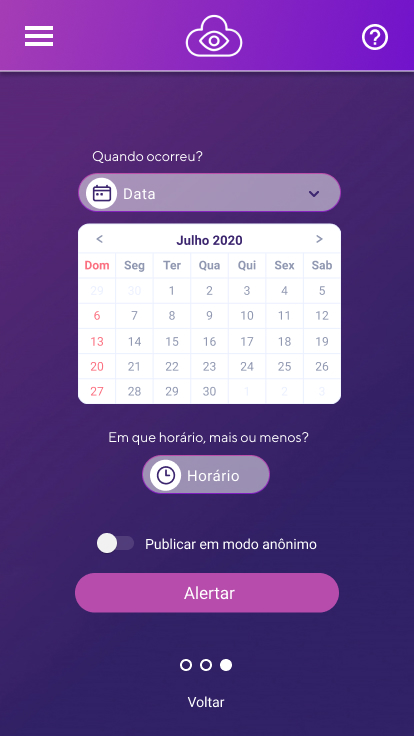 Quando ocorreu?
Data
< Julho 2020 >
Dom Seg Ter Qua Qui Sex Sab
29 30 1 2 3 4 5
6 7 8 9 10 11 12
13 14 15 16 17 18 19
20 21 22 23 24 25 26
27 28 29 30 1 2 3
Em que horário, mais ou menos?
Horário
Publicar em modo anônimo
Alertar
Voltar